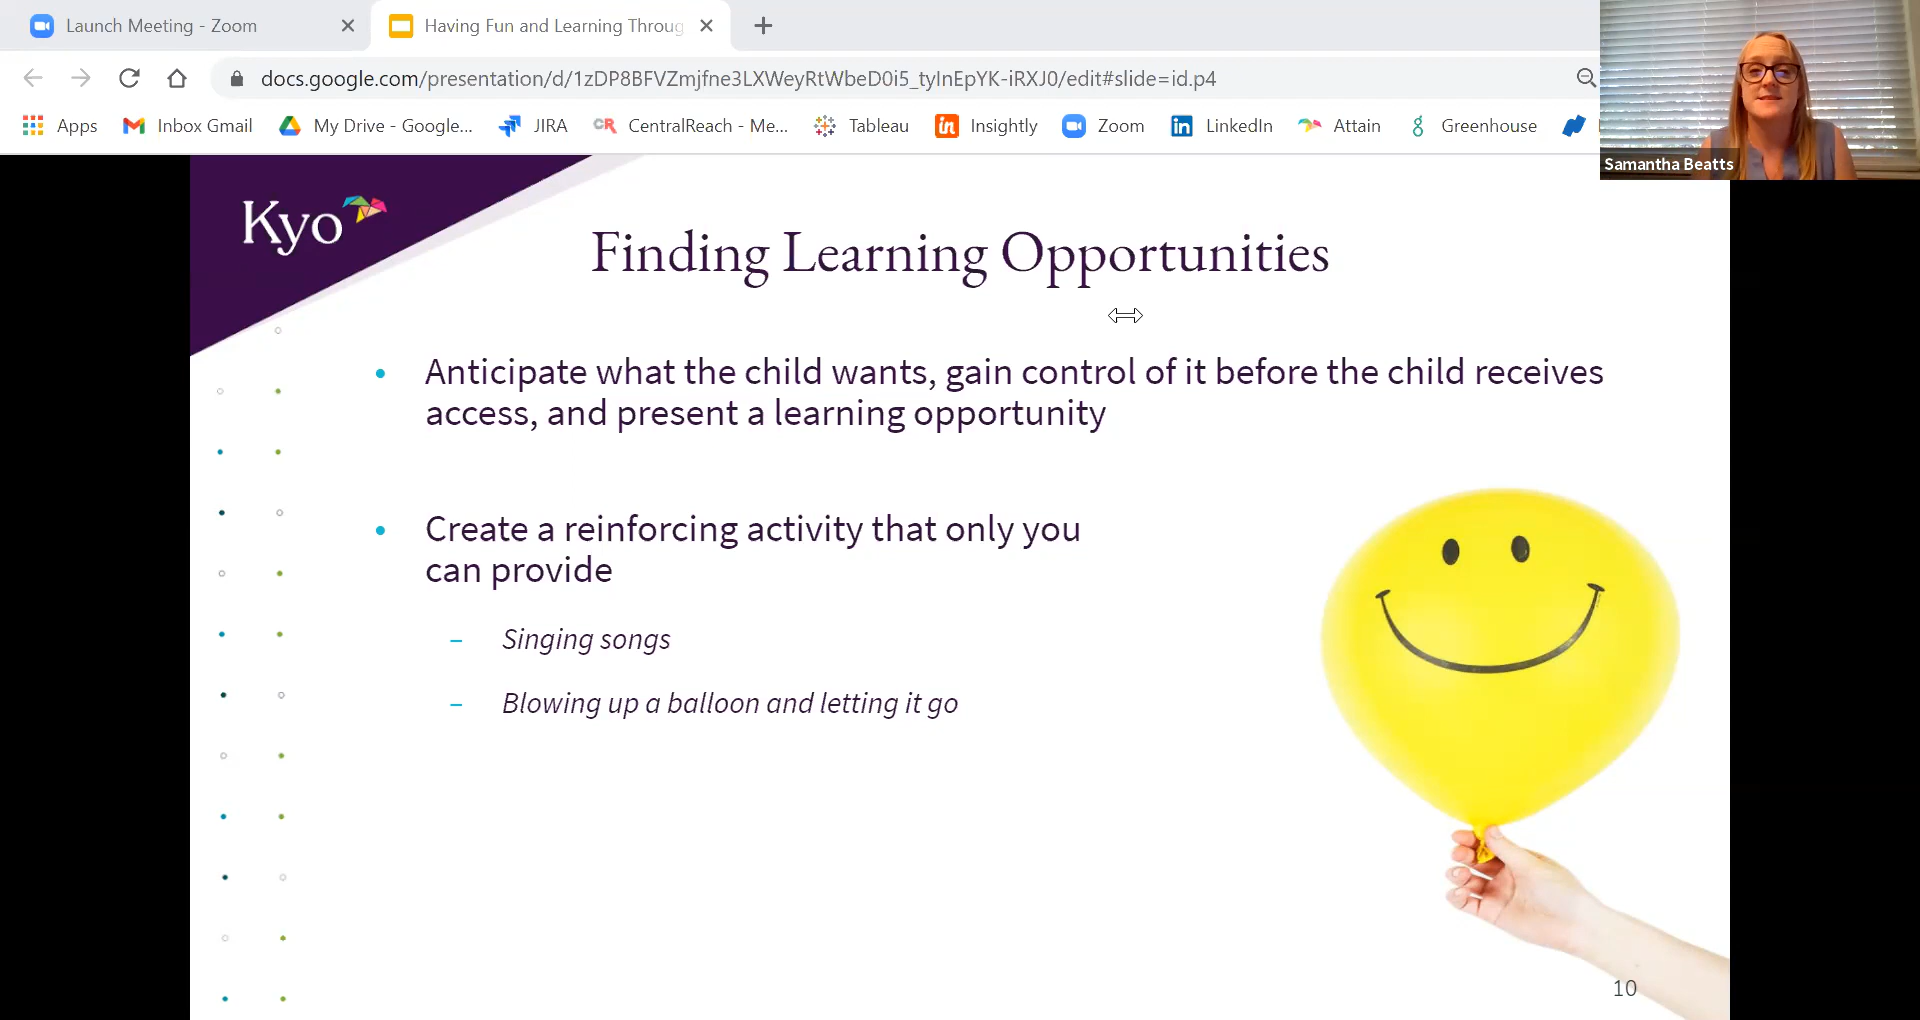 Launch Meeting - Zoom
Having Fun and Learning Throug
docs.google.com/presentation/d/1zDP8BFVZmjfne3LXWeyRtWbeD0i5_tyInEpYK-iRXJ0/edit#slide=id.p4
Apps
Inbox Gmail
My Drive - Google...
JIRA
CR
CentralReach - Me...
Tableau
in
Insightly
Zoom
in
LinkedIn
Attain
Greenhouse
Samantha Beatts
Kyo
Finding Learning Opportunities
• Anticipate what the child wants, gain control of it before the child receives
access, and present a learning opportunity
• Create a reinforcing activity that only you
can provide
– Singing songs
– Blowing up a balloon and letting it go
10